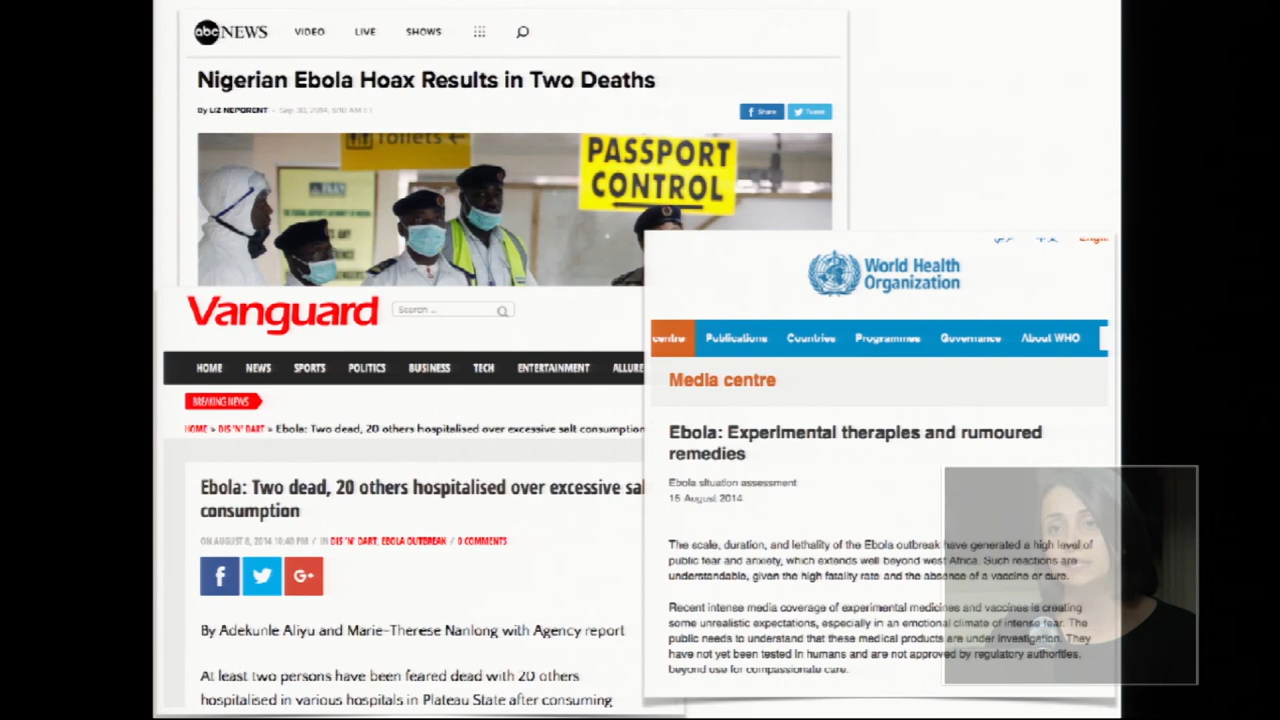 abc NEWS VIDEO LIVE SHOWS
Nigerian Ebola Hoax Results in Two Deaths
By LIZ NEPORENT - Sep. 30, 2014,
Share Tweet
Toilets ←
PASSPORT
CONTROL
Vanguard
Search ...
HOME NEWS SPORTS POLITICS BUSINESS TECH ENTERTAINMENT ALLURE
BREAKING NEWS
HOME » DIS 'N' DART » Ebola: Two dead, 20 others hospitalised over excessive salt consumption
Ebola: Two dead, 20 others hospitalised over excessive sal
consumption
ON AUGUST 8, 2014 10:40 PM / IN DIS 'N' DART, EBOLA OUTBREAK / 0 COMMENTS
f G+
By Adekunle Aliyu and Marie-Therese Nanlong with Agency report
At least two persons have been feared dead with 20 others
hospitalised in various hospitals in Plateau State after consuming
World Health
Organization
centre Publications Countries Programmes Governance About WHO
Media centre
Ebola: Experimental therapies and rumoured
remedies
Ebola situation assessment
15 August 2014
The scale, duration, and lethality of the Ebola outbreak have generated a high level of
public fear and anxiety, which extends well beyond west Africa. Such reactions are
understandable, given the high fatality rate and the absence of a vaccine or cure.
Recent intense media coverage of experimental medicines and vaccines is creating
some unrealistic expectations, especially in an emotional climate of intense fear. The
public needs to understand that these medical products are under investigation. They
have not yet been tested in humans and are not approved by regulatory authorities,
beyond use for compassionate care.